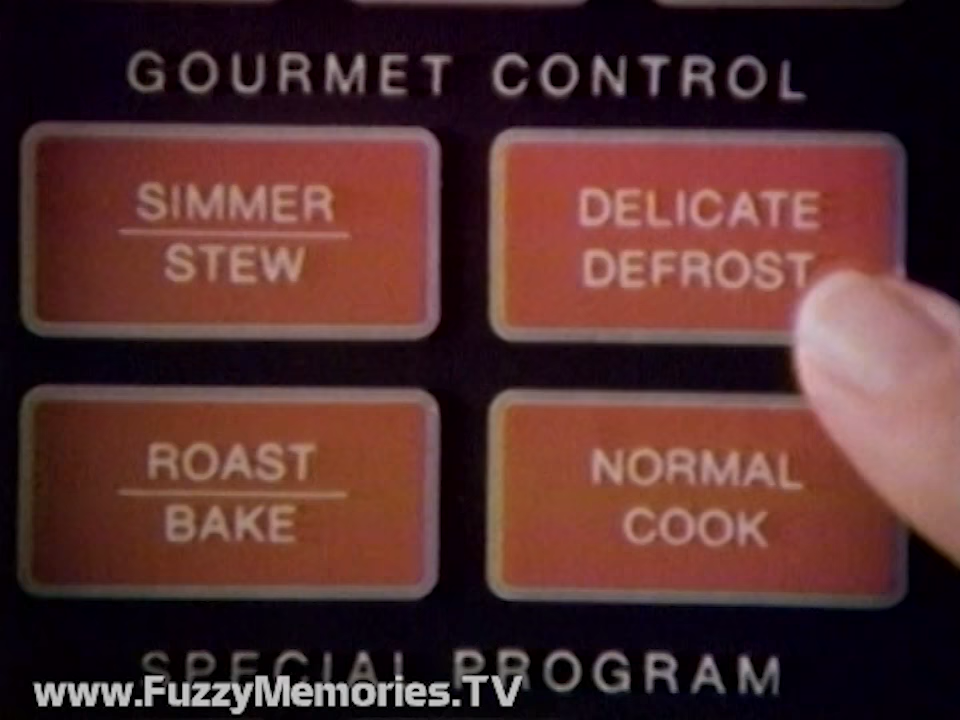 GOURMET CONTROL
SIMMER
STEW
DELICATE
DEFROST
ROAST
BAKE
NORMAL
COOK
SPECIAL PROGRAM
www.FuzzyMemories.TV